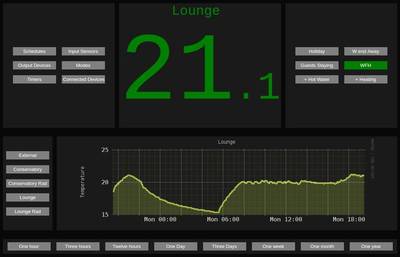 Lounge
Schedules
Input Sensors
Output Devices
Modes
Timers
Connected Devices
21.1
Holiday
W end Away
Guests Staying
WFH
+ Hot Water
+ Heating
External
Conservatory
Conservatory Rad
Lounge
Lounge Rad
Lounge
Temperature
25
20
15
Mon 00:00
Mon 06:00
Mon 12:00
Mon 18:00
One hour
Three hours
Twelve hours
One Day
Three Days
One week
One month
One year